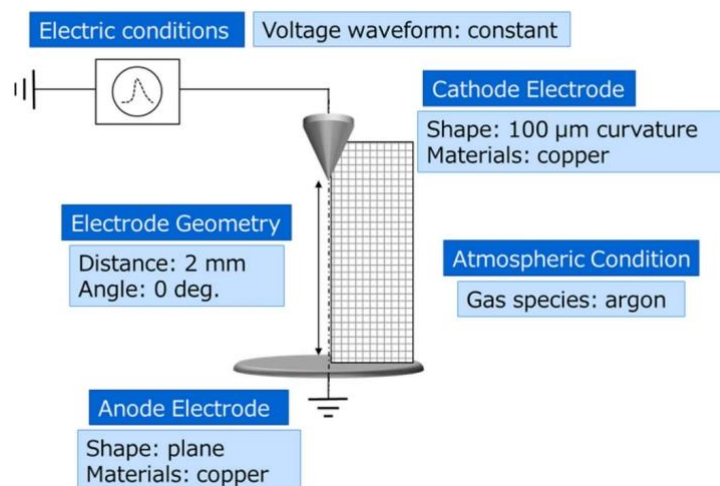 Electric conditions
Voltage waveform: constant
Cathode Electrode
Shape: 100 μm curvature
Materials: copper
Electrode Geometry
Distance: 2 mm
Angle: 0 deg.
Atmospheric Condition
Gas species: argon
Anode Electrode
Shape: plane
Materials: copper